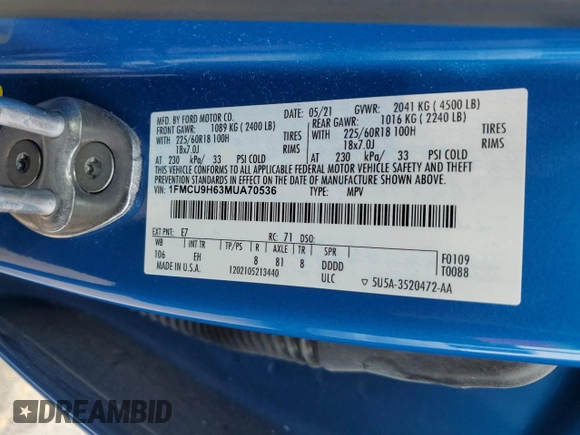 MFD. BY FORD MOTOR CO. 05/21 GVWR: 2041 KG (4500 LB)
FRONT GAWR: 1089 KG (2400 LB) REAR GAWR: 1016 KG (2240 LB)
WITH 225/60R18 100H TIRES WITH 225/60R18 100H TIRES
18x7.0J RIMS 18x7.0J RIMS
AT 230 kPa/ 33 PSI COLD AT 230 kPa/ 33 PSI COLD
THIS VEHICLE CONFORMS TO ALL APPLICABLE FEDERAL MOTOR VEHICLE SAFETY AND BUMPER
AND THEFT PREVENTION STANDARDS IN EFFECT ON THE DATE OF MANUFACTURE SHOWN ABOVE.
VIN: 1FMCU9H63MUA70536 TYPE: MPV
EXT PNT: E7 RC: 71 DSO: F0109
WB INT TR TP/PS R AXLE TR SPR T0088
106 EH 8 81 8 DDDD
MADE IN U.S.A. 1202105213440 ULC 5U5A-3520472-AA
DREAMBID